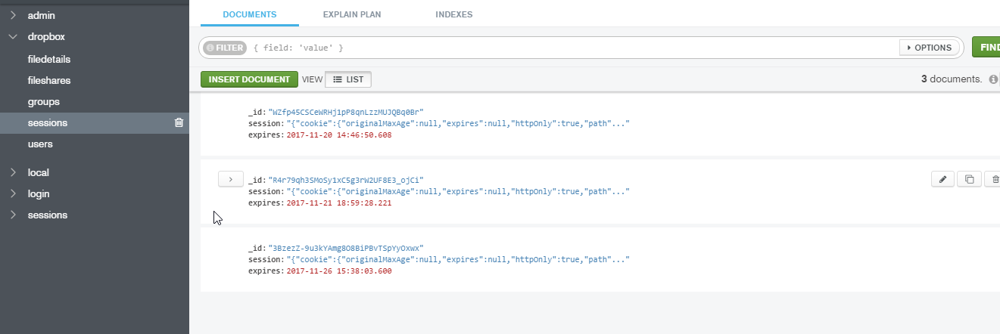 admin
dropbox
filedetails
fileshares
groups
sessions
users
local
login
sessions
DOCUMENTS EXPLAIN PLAN INDEXES
FILTER { field: 'value' } OPTIONS FIND
INSERT DOCUMENT VIEW LIST 3 documents.
_id: "WZfp45CSCeWRHj1pP8qnLzzMUJQBq0Br"
session: "{"cookie":{"originalMaxAge":null,"expires":null,"httpOnly":true,"path"..."
expires: 2017-11-20 14:46:50.608
_id: "R4r79qh3SMoSy1xC5g3rW2UF8E3_ojCi"
session: "{"cookie":{"originalMaxAge":null,"expires":null,"httpOnly":true,"path"..."
expires: 2017-11-21 18:59:28.221
_id: "3BzezZ-9u3kYAmg8O8BiPBvTSpYyOxwx"
session: "{"cookie":{"originalMaxAge":null,"expires":null,"httpOnly":true,"path"..."
expires: 2017-11-26 15:38:03.600